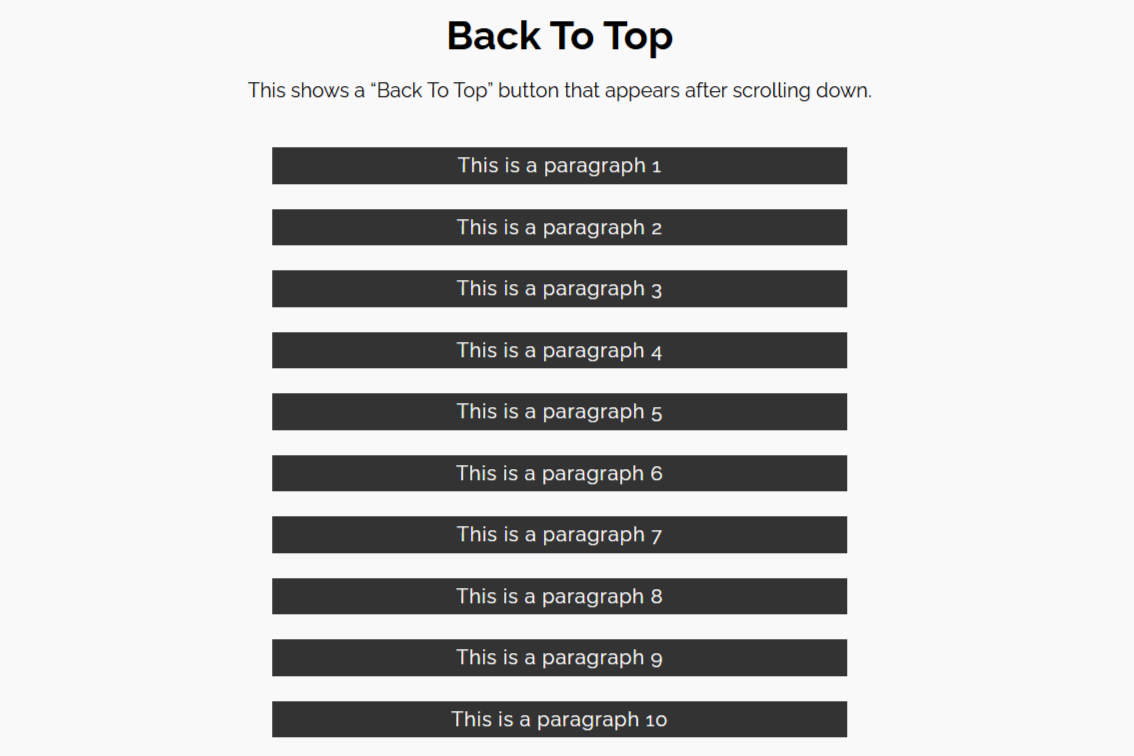 Back To Top
This shows a “Back To Top” button that appears after scrolling down.
This is a paragraph 1
This is a paragraph 2
This is a paragraph 3
This is a paragraph 4
This is a paragraph 5
This is a paragraph 6
This is a paragraph 7
This is a paragraph 8
This is a paragraph 9
This is a paragraph 10